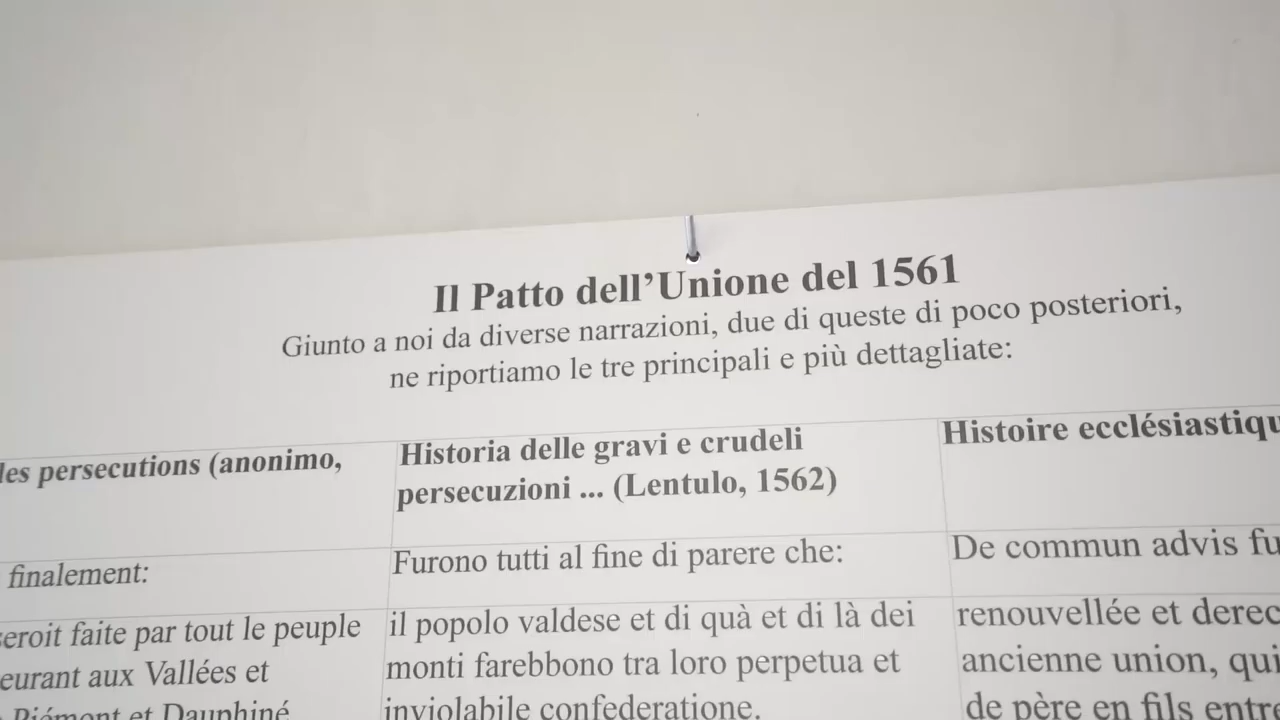 Il Patto dell’Unione del 1561
Giunto a noi da diverse narrazioni, due di queste di poco posteriori,
ne riportiamo le tre principali e più dettagliate:
les persecutions (anonimo,
finalement:
seroit faite par tout le peuple
eurant aux Vallées et
Piémont et Dauphiné
Historia delle gravi e crudeli
persecuzioni ... (Lentulo, 1562)
Furono tutti al fine di parere che:
il popolo valdese et di quà et di là dei
monti farebbono tra loro perpetua et
inviolabile confederatione.
Histoire ecclésiastiqu
De commun advis fu
renouvellée et derec
ancienne union, qui
de père en fils entre